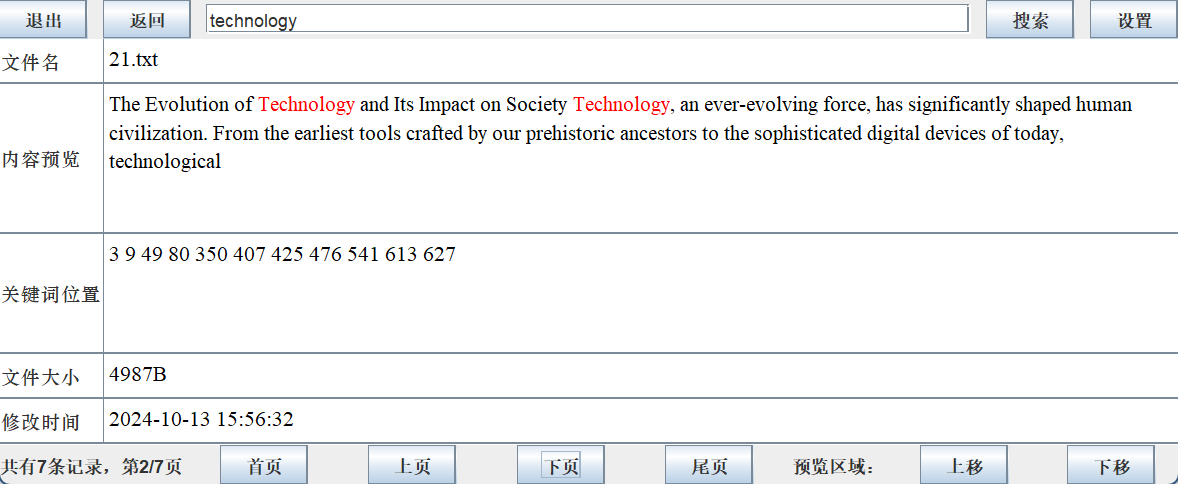 退出 返回 technology 搜索 设置
文件名 21.txt
The Evolution of Technology and Its Impact on Society Technology, an ever-evolving force, has significantly shaped human
civilization. From the earliest tools crafted by our prehistoric ancestors to the sophisticated digital devices of today,
内容预览 technological
3 9 49 80 350 407 425 476 541 613 627
关键词位置
文件大小 4987B
修改时间 2024-10-13 15:56:32
共有7条记录，第2/7页 首页 上页 下页 尾页 预览区域： 上移 下移